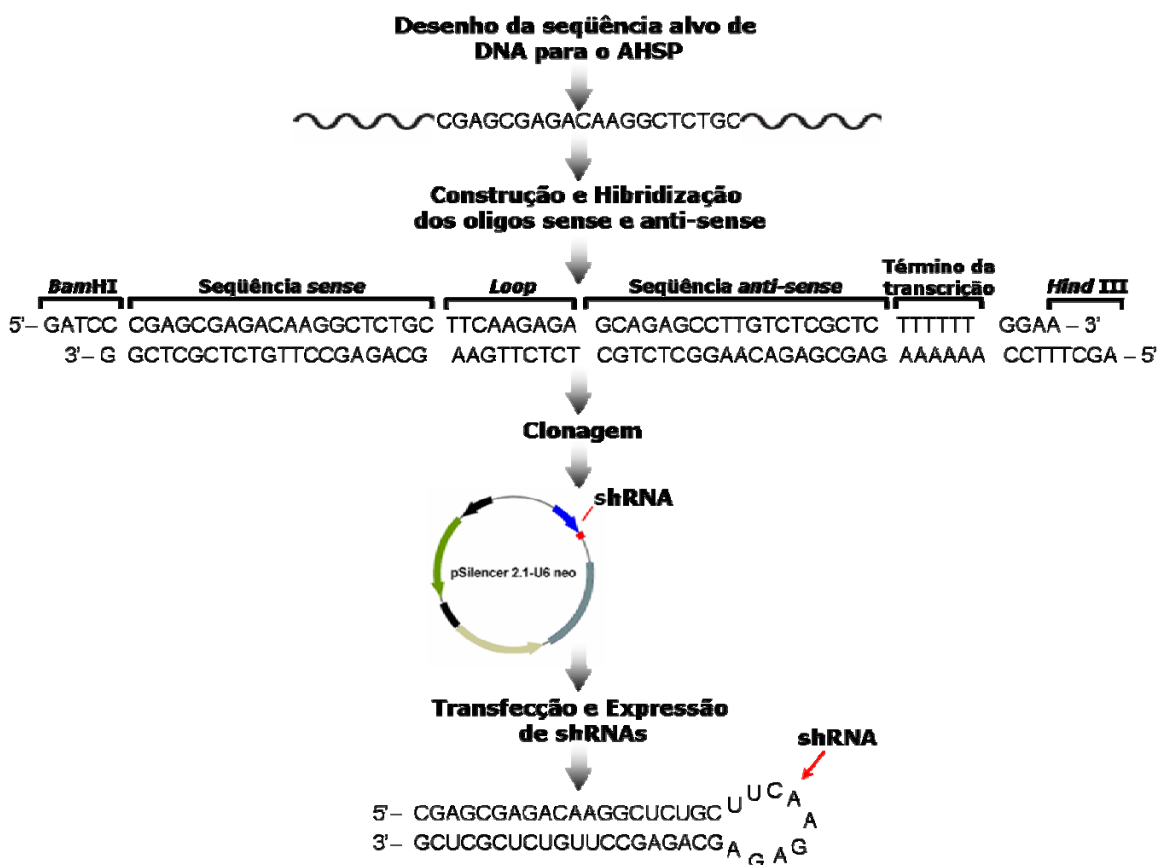 Desenho da seqüência alvo de
DNA para o AHSP
CGAGCGAGACAAGGCTCTGC
Construção e Hibridização
dos oligos sense e anti-sense
BamHI Seqüência sense Loop Seqüência anti-sense Término da transcrição Hind III
5'– GATCC CGAGCGAGACAAGGCTCTGC TTCAAGAGA GCAGAGCCTTGTCTCGCTC TTTTTT GGAA – 3'
3'– G GCTCGCTCTGTTCCGAGACG AAGTTCTCT CGTCTCGGAACAGAGCGAG AAAAAA CCTTTCGA – 5'
Clonagem
shRNA
pSilencer 2.1-U6 neo
Transfecção e Expressão
de shRNAs
shRNA
5'– CGAGCGAGACAAGGCUCUGC UUCAAGAGA
3'– GCUCGCUCUGUUCCGAGACG